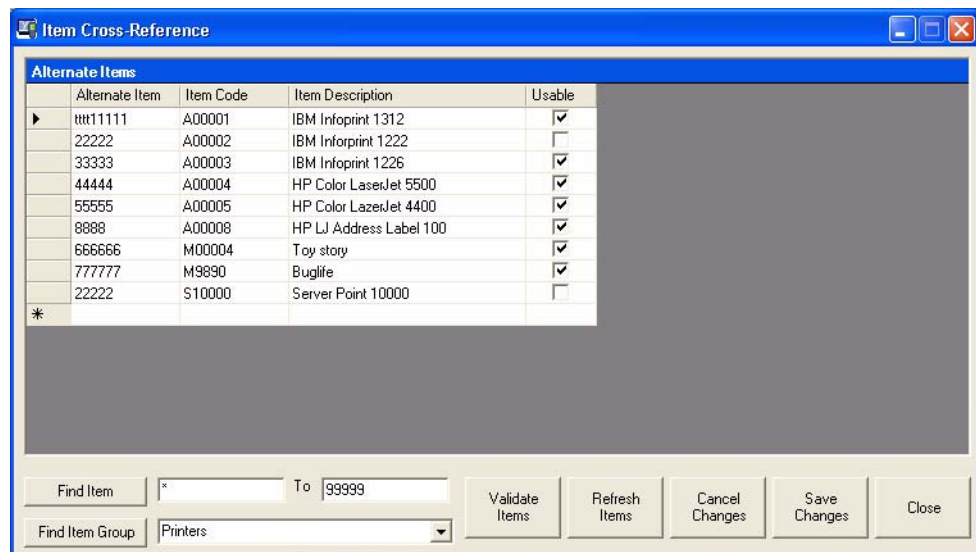 Item Cross-Reference
Alternate Items
Alternate Item Item Code Item Description Usable
tttt11111 A00001 IBM Infoprint 1312
22222 A00002 IBM Inforprint 1222
33333 A00003 IBM Infoprint 1226
44444 A00004 HP Color LaserJet 5500
55555 A00005 HP Color LazerJet 4400
8888 A00008 HP LJ Address Label 100
666666 M00004 Toy story
777777 M9890 Buglife
22222 S10000 Server Point 10000
*
Find Item * To 99999
Find Item Group Printers
Validate Items
Refresh Items
Cancel Changes
Save Changes
Close